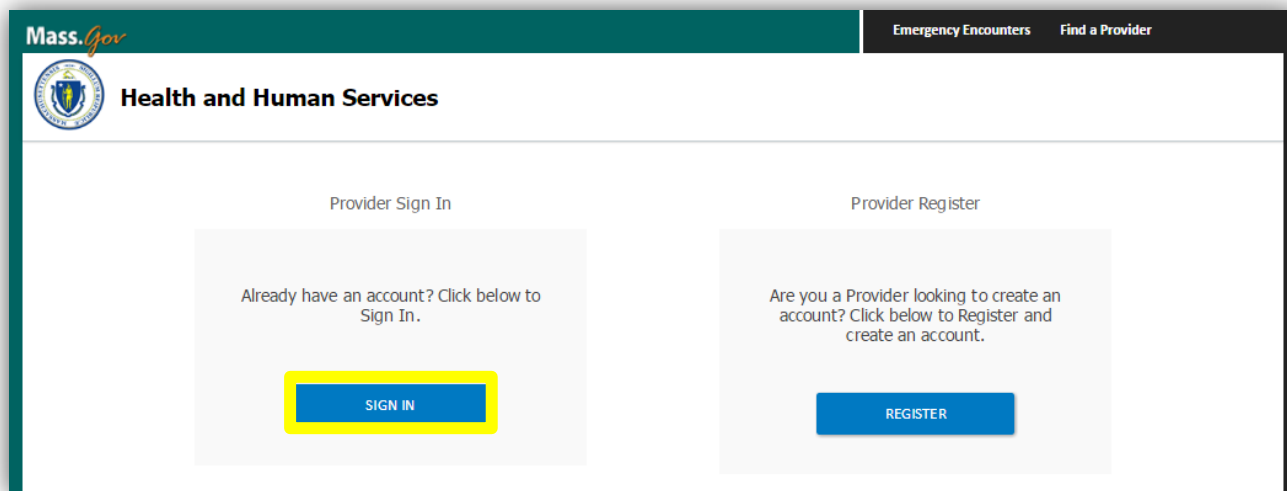 Mass.Gov
Emergency Encounters Find a Provider
Health and Human Services
Provider Sign In
Already have an account? Click below to
Sign In.
SIGN IN
Provider Register
Are you a Provider looking to create an
account? Click below to Register and
create an account.
REGISTER